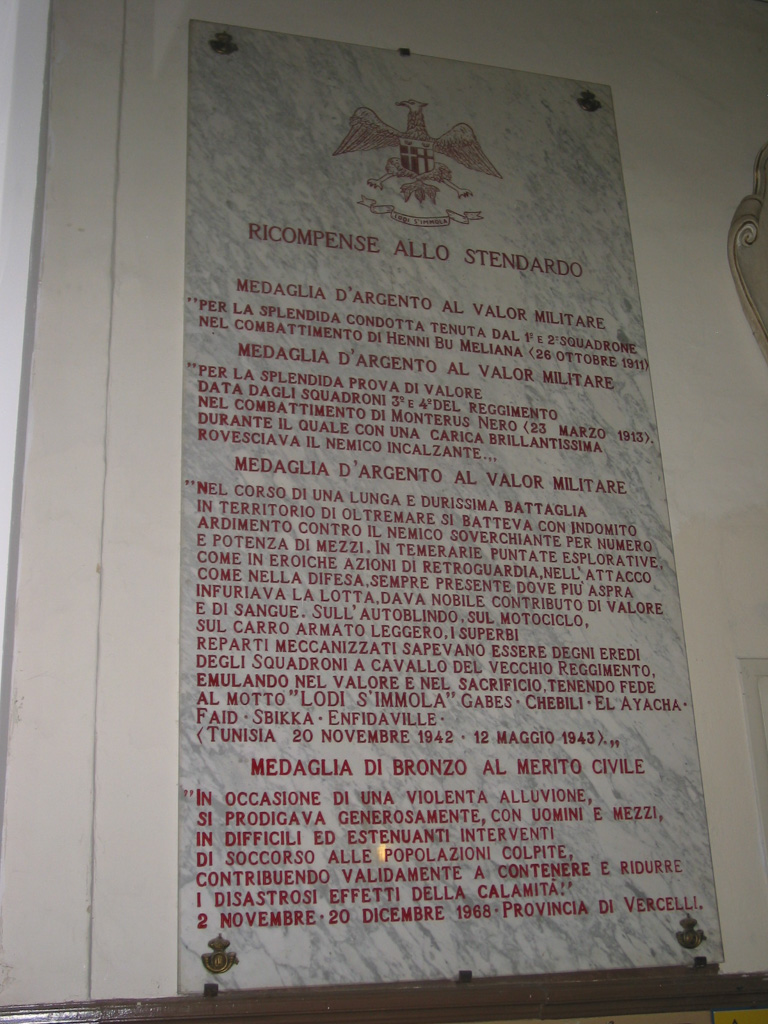 LODI S'IMMOLA
RICOMPENSE ALLO STENDARDO
MEDAGLIA D'ARGENTO AL VALOR MILITARE
"PER LA SPLENDIDA CONDOTTA TENUTA DAL 1º E 2º SQUADRONE
NEL COMBATTIMENTO DI HENNI BU MELIANA (26 OTTOBRE 1911)
MEDAGLIA D'ARGENTO AL VALOR MILITARE
"PER LA SPLENDIDA PROVA DI VALORE
DATA DAGLI SQUADRONI 3º E 4º DEL REGGIMENTO
NEL COMBATTIMENTO DI MONTERUS NERO (23 MARZO 1913).
DURANTE IL QUALE CON UNA CARICA BRILLANTISSIMA
ROVESCIAVA IL NEMICO INCALZANTE...
MEDAGLIA D'ARGENTO AL VALOR MILITARE
"NEL CORSO DI UNA LUNGA E DURISSIMA BATTAGLIA
IN TERRITORIO DI OLTREMARE SI BATTEVA CON INDOMITO
ARDIMENTO CONTRO IL NEMICO SOVERCHIANTE PER NUMERO
E POTENZA DI MEZZI. IN TEMERARIE PUNTATE ESPLORATIVE,
COME IN EROICHE AZIONI DI RETROGUARDIA, NELL'ATTACCO
COME NELLA DIFESA, SEMPRE PRESENTE DOVE PIU' ASPRA
INFURIAVA LA LOTTA, DAVA NOBILE CONTRIBUTO DI VALORE
E DI SANGUE. SULL'AUTOBLINDO, SUL MOTOCICLO,
SUL CARRO ARMATO LEGGERO, I SUPERBI
REPARTI MECCANIZZATI SAPEVANO ESSERE DEGNI EREDI
DEGLI SQUADRONI A CAVALLO DEL VECCHIO REGGIMENTO,
EMULANDO NEL VALORE E NEL SACRIFICIO, TENENDO FEDE
AL MOTTO "LODI S'IMMOLA" GABES · CHEBILI · EL AYACHA ·
FAID · SBIKKA · ENFIDAVILLE ·
(TUNISIA 20 NOVEMBRE 1942 · 12 MAGGIO 1943).„
MEDAGLIA DI BRONZO AL MERITO CIVILE
"IN OCCASIONE DI UNA VIOLENTA ALLUVIONE,
SI PRODIGAVA GENEROSAMENTE, CON UOMINI E MEZZI,
IN DIFFICILI ED ESTENUANTI INTERVENTI
DI SOCCORSO ALLE POPOLAZIONI COLPITE,
CONTRIBUENDO VALIDAMENTE A CONTENERE E RIDURRE
I DISASTROSI EFFETTI DELLA CALAMITÀ!"
2 NOVEMBRE · 20 DICEMBRE 1968 · PROVINCIA DI VERCELLI.